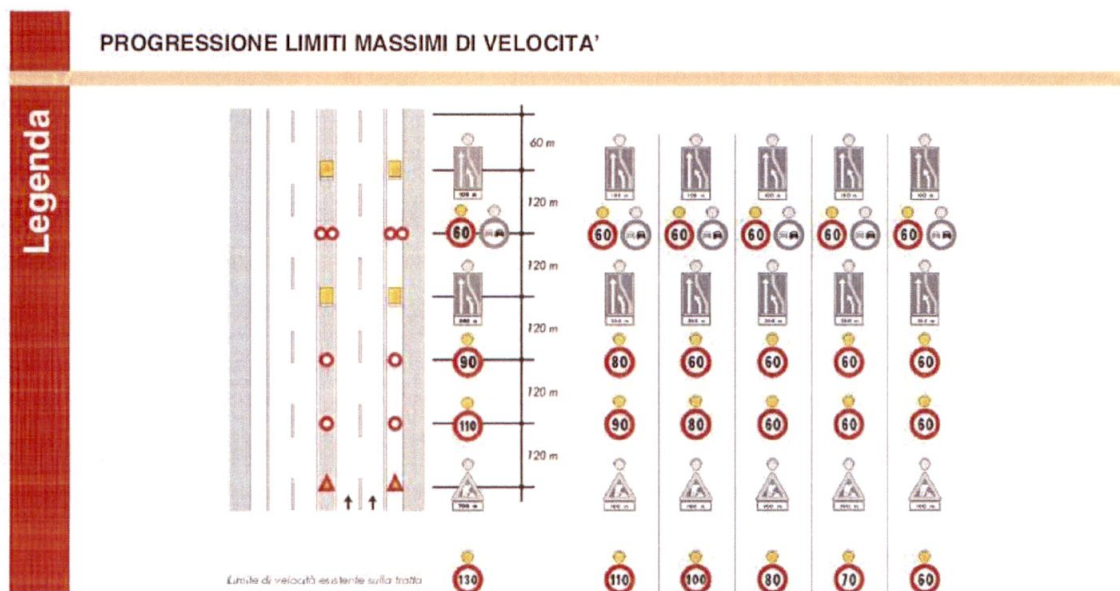 PROGRESSIONE LIMITI MASSIMI DI VELOCITA'
Legenda
60 m
120 m
60 60 60 60 60 60
120 m
120 m
90 80 60 60 60 60
120 m
110 90 80 60 60 60
120 m
700 m
Limite di velocità esistente sulla tratta
130 110 100 80 70 60